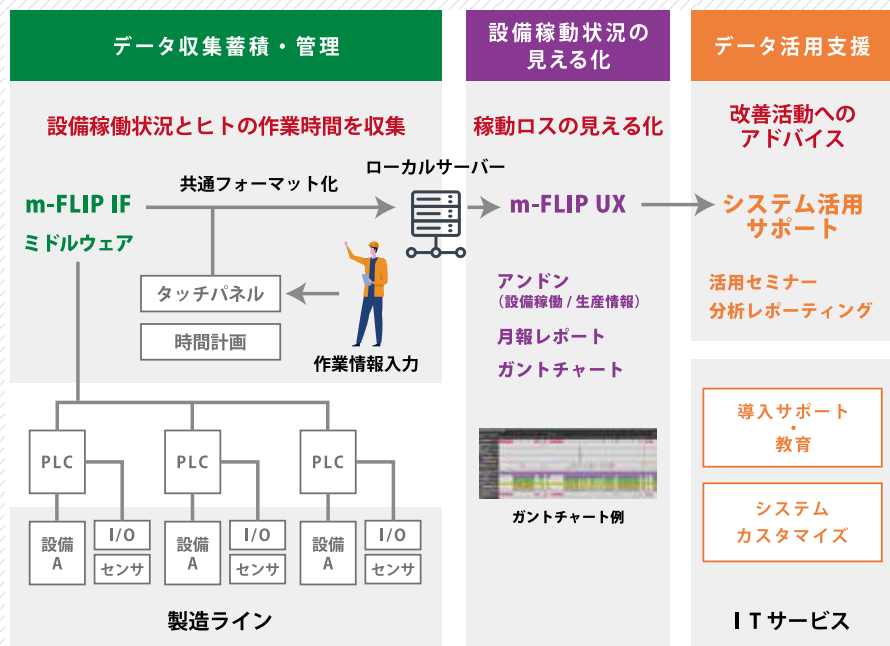 データ収集蓄積・管理
設備稼働状況とヒトの作業時間を収集
m-FLIP IF
ミドルウェア
共通フォーマット化
ローカルサーバー
タッチパネル
時間計画
作業情報入力
PLC
PLC
PLC
設備
A
I/O
センサ
設備
A
I/O
センサ
設備
A
I/O
センサ
製造ライン
設備稼動状況の
見える化
稼動ロスの見える化
m-FLIP UX
アンドン
（設備稼働 / 生産情報）
月報レポート
ガントチャート
ガントチャート例
データ活用支援
改善活動への
アドバイス
システム活用
サポート
活用セミナー
分析レポーティング
導入サポート
・
教育
システム
カスタマイズ
ＩＴサービス